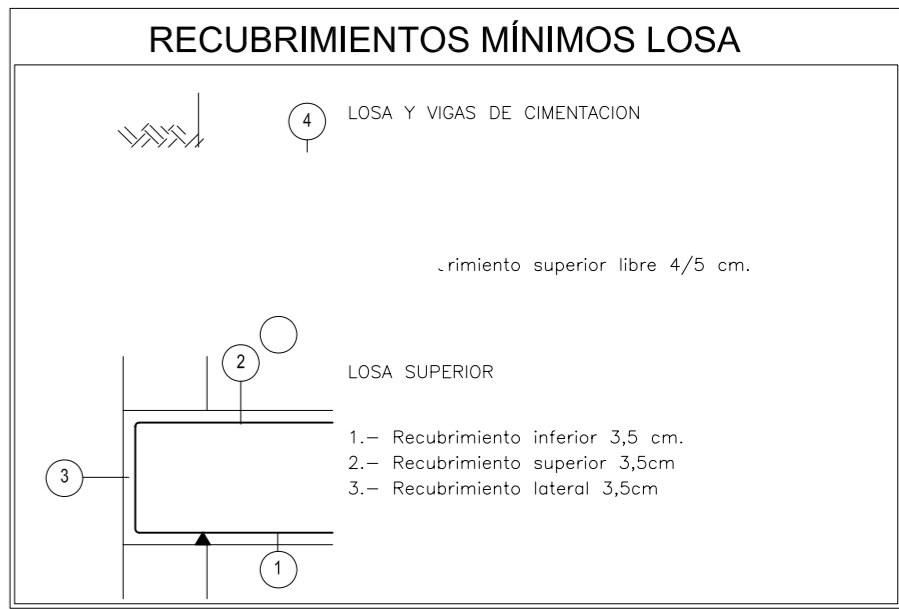 RECUBRIMIENTOS MÍNIMOS LOSA
4
LOSA Y VIGAS DE CIMENTACION
superior libre 4/5 cm.
2
LOSA SUPERIOR
1.– Recubrimiento inferior 3,5 cm.
2.– Recubrimiento superior 3,5cm
3
3.– Recubrimiento lateral 3,5cm
1